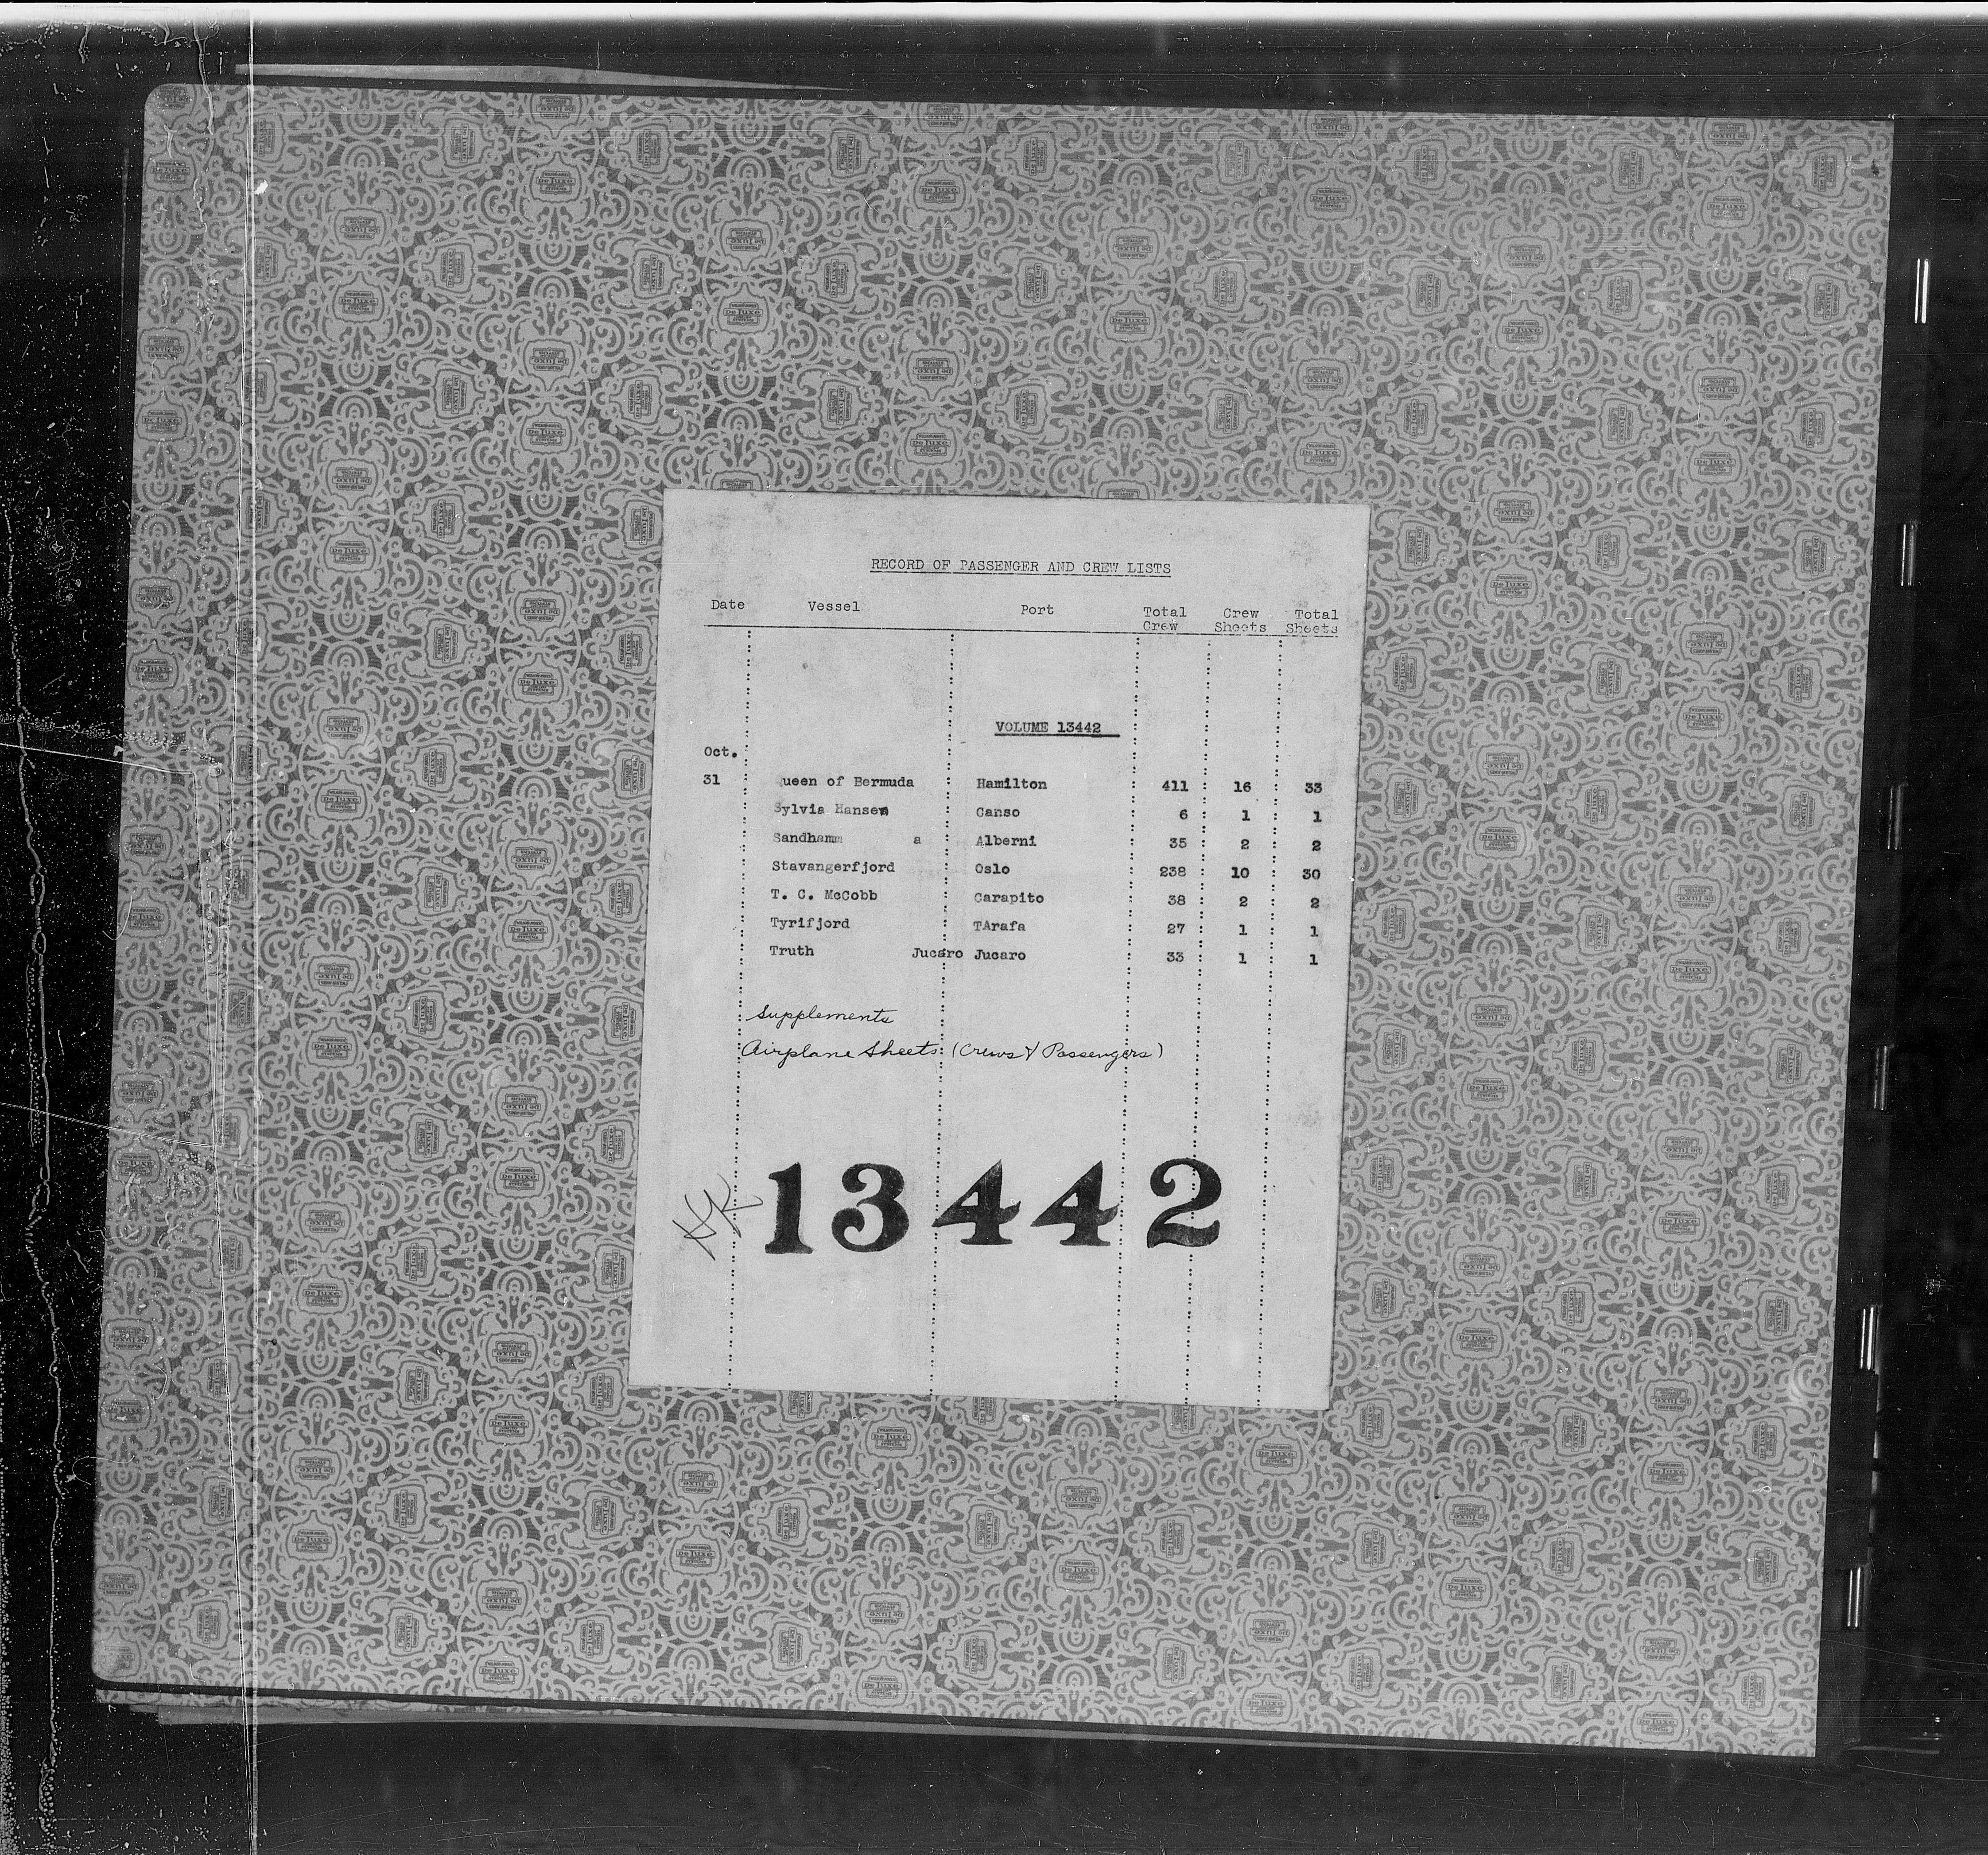 RECORD OF PASSENGER AND CREW LISTS
Date Vessel Port Total Crew Total
Crew Sheets Sheets
VOLUME 13442
Oct.
31 Queen of Bermuda Hamilton 411 16 33
Sylvia Hansen Canso 6 1 1
Sandhamm a Alberni 35 2 2
Stavangerfjord Oslo 238 10 30
T. C. McCobb Carapito 38 2 2
Tyrifjord TArafa 27 1 1
Truth Jucaro Jucaro 33 1 1
Supplements
Airplane Sheets (Crews & Passengers)
13442